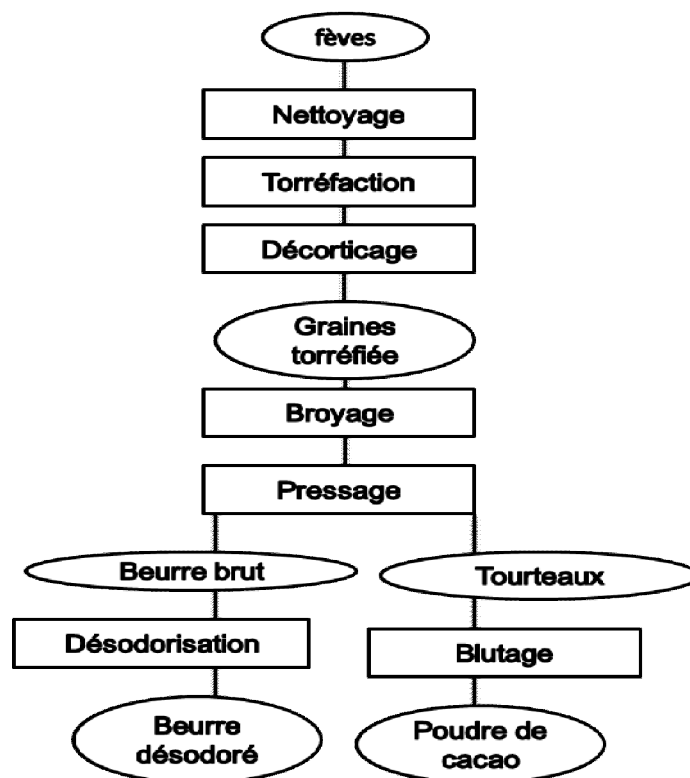 fèves
Nettoyage
Torréfaction
Décorticage
Graines
torréfiée
Broyage
Pressage
Beurre brut
Tourteaux
Désodorisation
Blutage
Beurre
désodoré
Poudre de
cacao